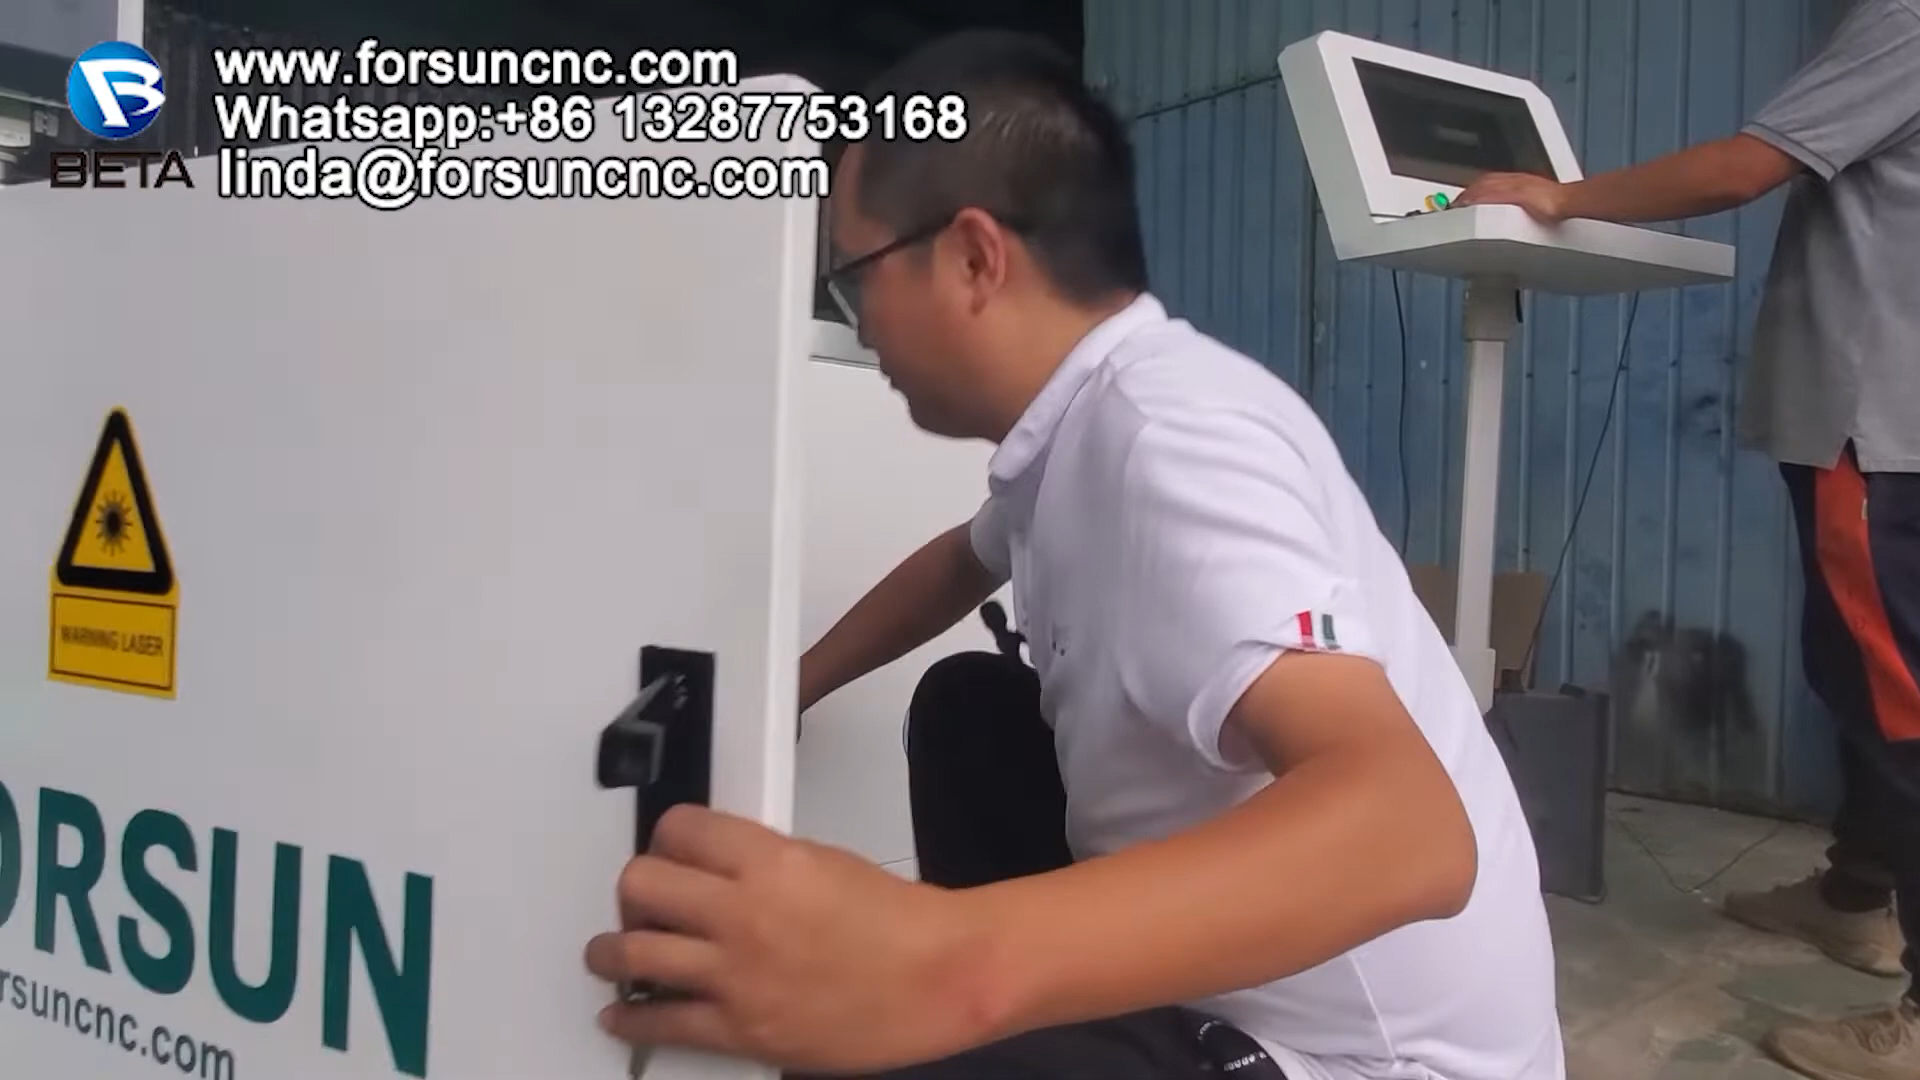 www.forsuncnc.com
Whatsapp:+86 13287753168
linda@forsuncnc.com
BETA
WARNING LASER
ORSUN
rsuncnc.com